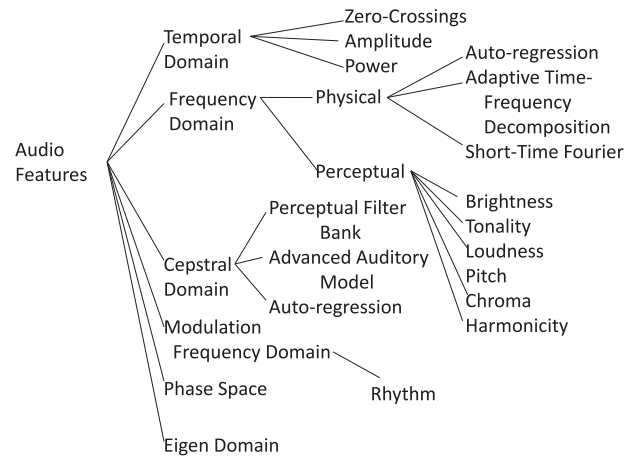 Audio
Features
Temporal
Domain
Zero-Crossings
Amplitude
Power
Frequency
Domain
Physical
Auto-regression
Adaptive Time-
Frequency
Decomposition
Short-Time Fourier
Perceptual
Brightness
Tonality
Loudness
Pitch
Chroma
Harmonicity
Cepstral
Domain
Perceptual Filter
Bank
Advanced Auditory
Model
Auto-regression
Modulation
Frequency Domain
Rhythm
Phase Space
Eigen Domain